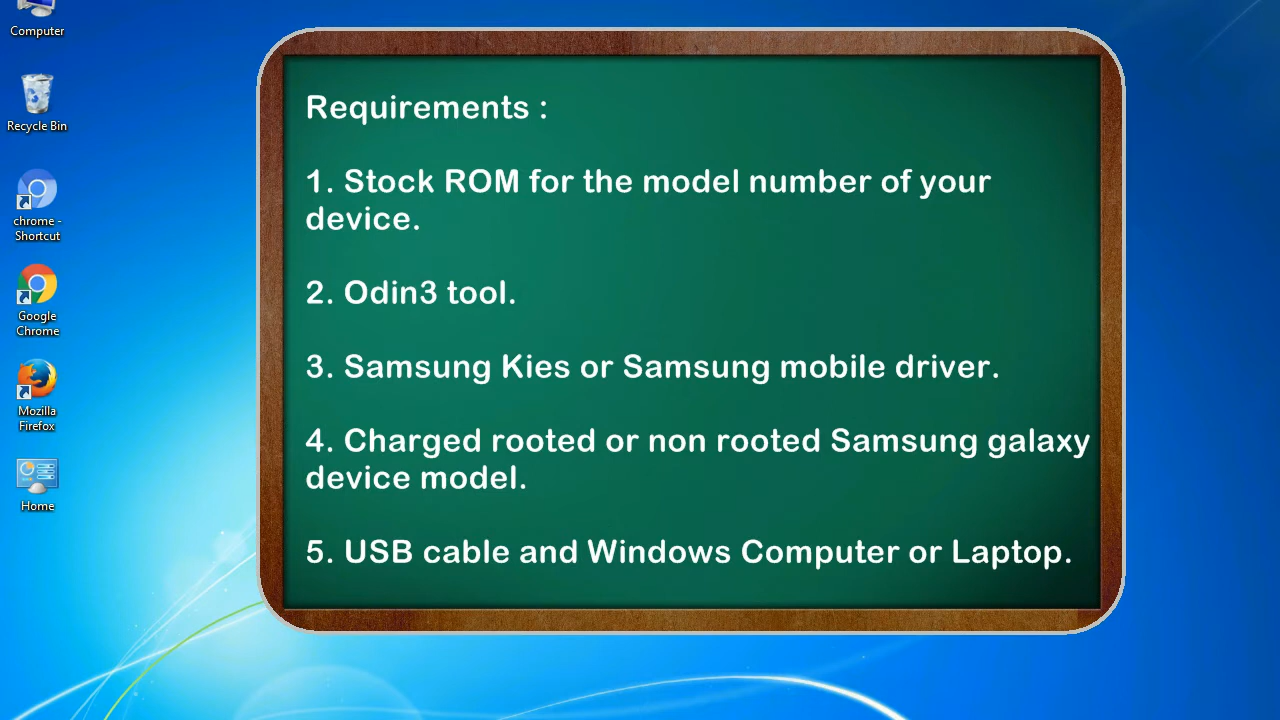 Computer
Recycle Bin
chrome -
Shortcut
Google
Chrome
Mozilla
Firefox
Home
Requirements :
1. Stock ROM for the model number of your
device.
2. Odin3 tool.
3. Samsung Kies or Samsung mobile driver.
4. Charged rooted or non rooted Samsung galaxy
device model.
5. USB cable and Windows Computer or Laptop.